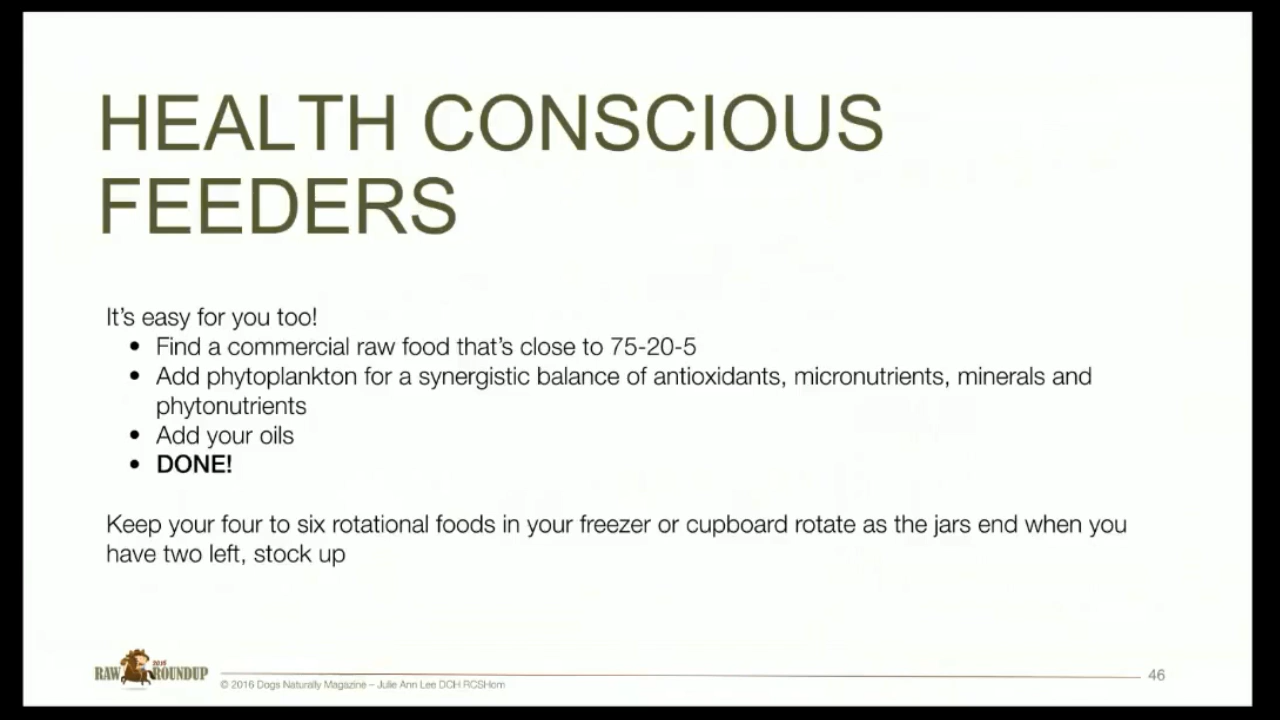 HEALTH CONSCIOUS
FEEDERS
It's easy for you too!
• Find a commercial raw food that's close to 75-20-5
• Add phytoplankton for a synergistic balance of antioxidants, micronutrients, minerals and
phytonutrients
• Add your oils
• DONE!
Keep your four to six rotational foods in your freezer or cupboard rotate as the jars end when you
have two left, stock up
RAW 2016 ROUNDUP
© 2016 Dogs Naturally Magazine – Julie Ann Lee DCH RCSHom
46